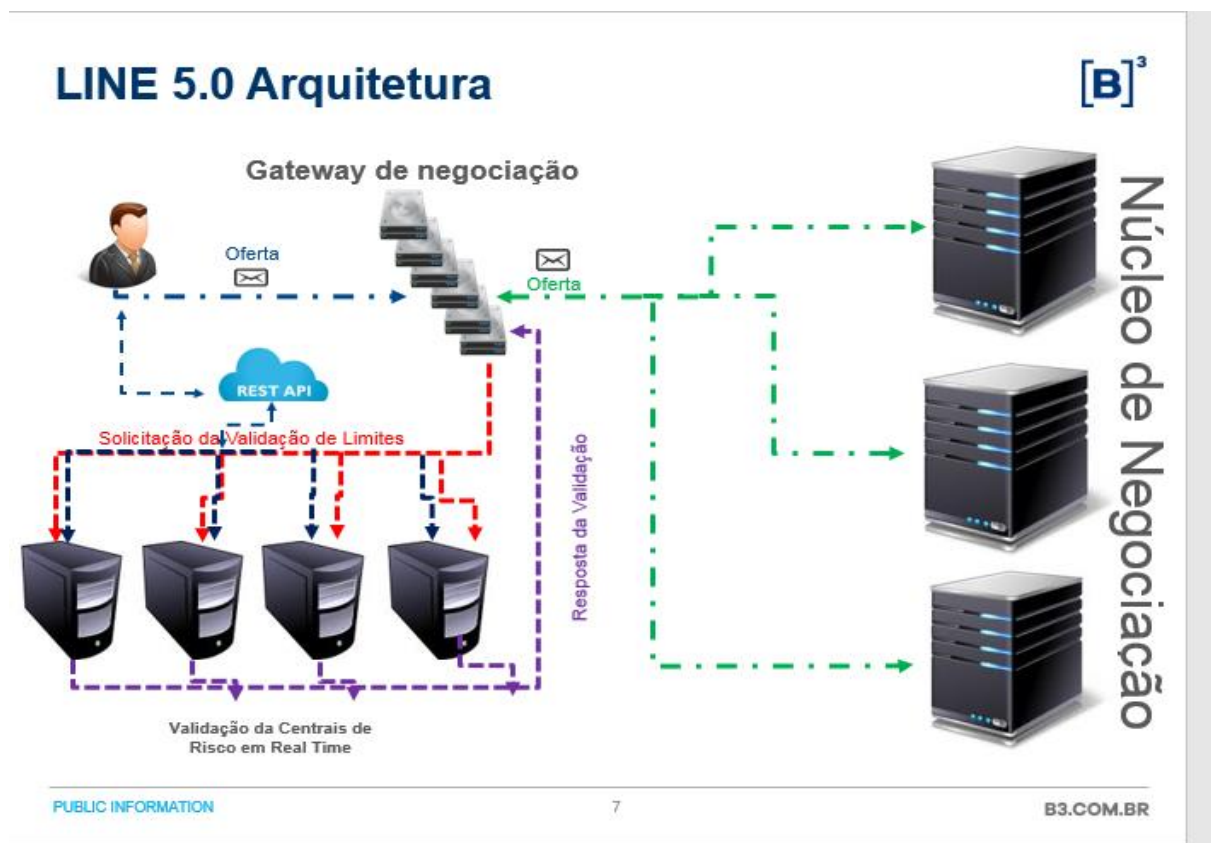 LINE 5.0 Arquitetura
[B]³
Gateway de negociação
Oferta
Oferta
REST API
Solicitação da Validação de Limites
Resposta da Validação
Núcleo de Negociação
Validação da Centrais de
Risco em Real Time
PUBLIC INFORMATION
7
B3.COM.BR